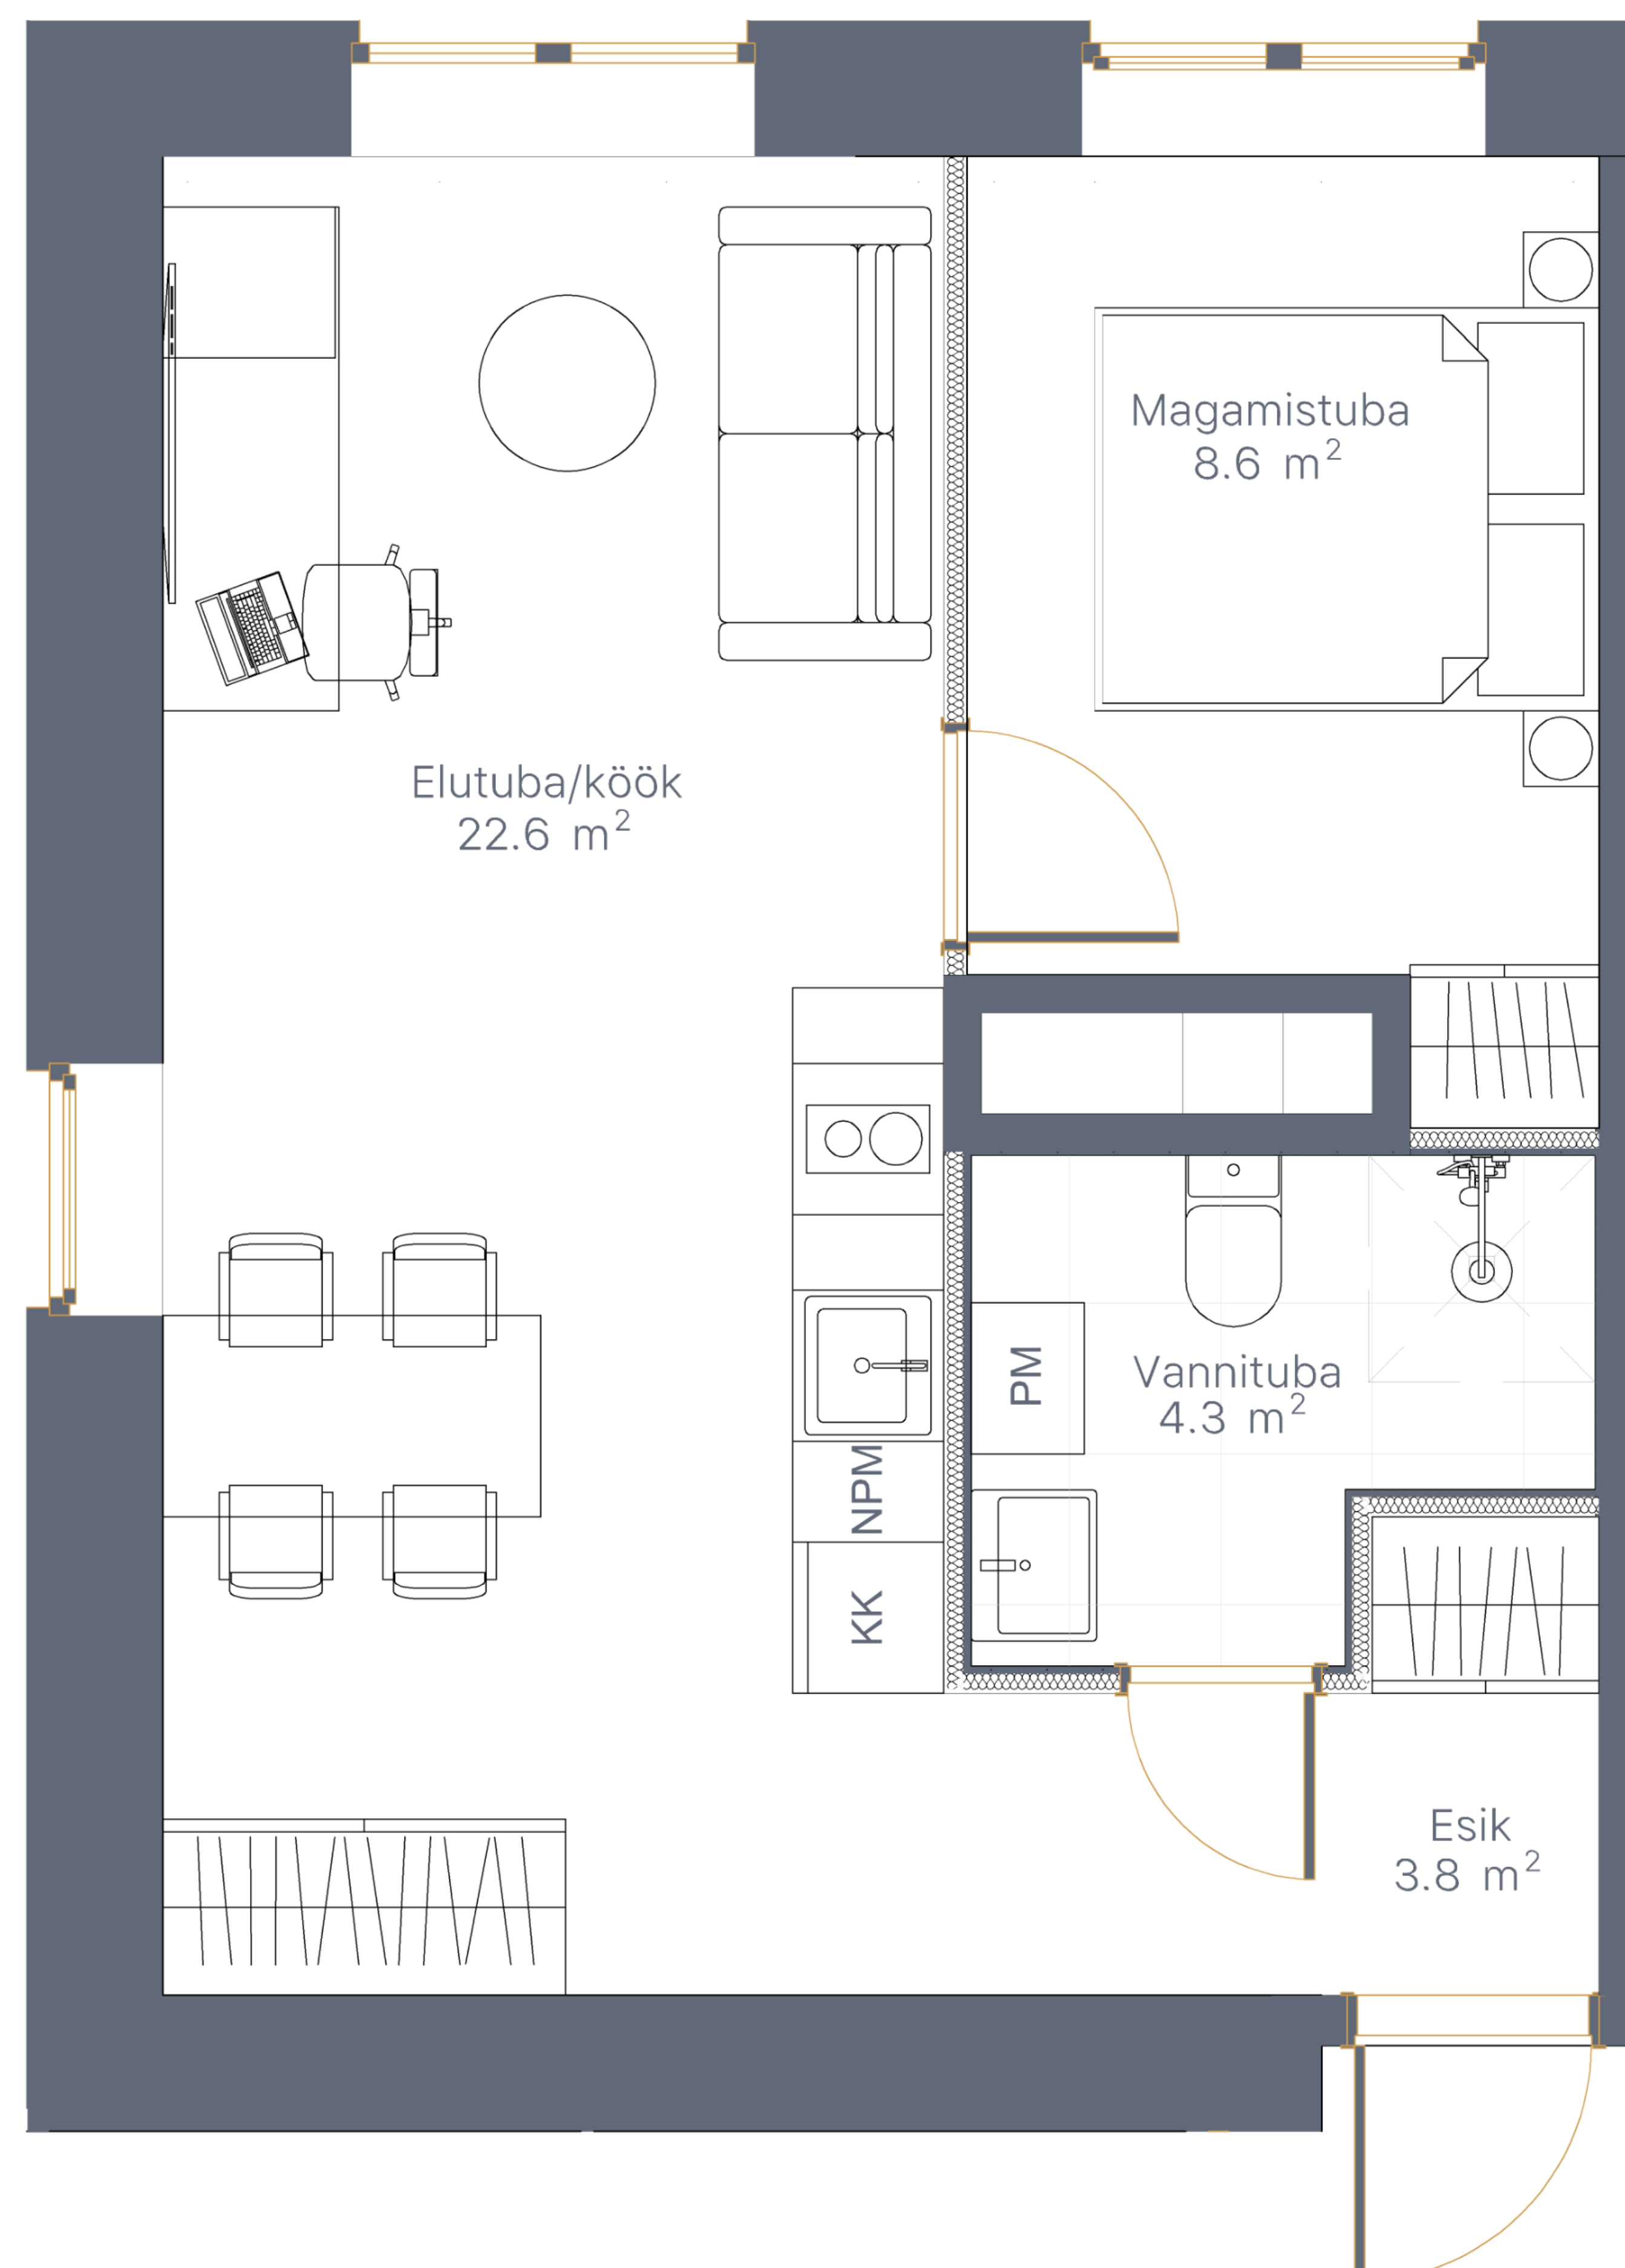 Magamistuba
8.6 m²
Elutuba/köök
22.6 m²
PM
Vannituba
4.3 m²
NPM
KK
Esik
3.8 m²